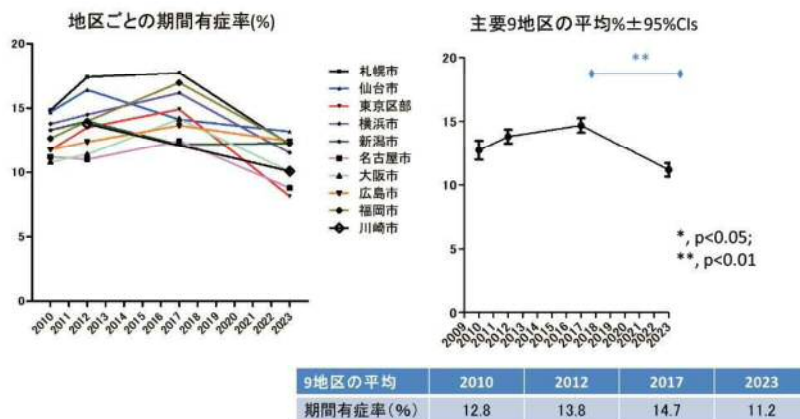 地区ごとの期間有症率(%)
20
15
10
5
0
2010
2011
2012
2013
2014
2015
2016
2017
2018
2019
2020
2021
2022
2023
札幌市
仙台市
東京区部
横浜市
新潟市
名古屋市
大阪市
広島市
福岡市
川崎市
主要9地区の平均%±95%CIs
20
15
10
5
0
**
2009
2010
2011
2012
2013
2014
2015
2016
2017
2018
2019
2020
2021
2022
2023
*, p<0.05;
**, p<0.01
9地区の平均 2010 2012 2017 2023
期間有症率(%) 12.8 13.8 14.7 11.2